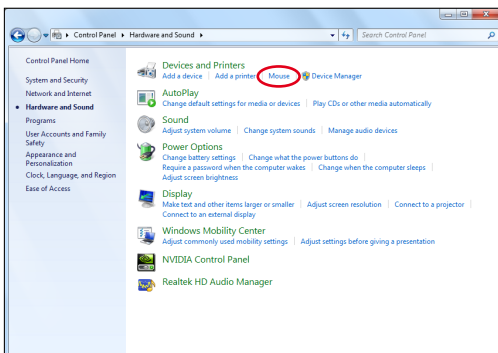 Control Panel ▸ Hardware and Sound ▸
Search Control Panel
Control Panel Home
System and Security
Network and Internet
Hardware and Sound
Programs
User Accounts and Family
Safety
Appearance and
Personalization
Clock, Language, and Region
Ease of Access
Devices and Printers
Add a device | Add a printer | Mouse | Device Manager
AutoPlay
Change default settings for media or devices | Play CDs or other media automatically
Sound
Adjust system volume | Change system sounds | Manage audio devices
Power Options
Change battery settings | Change what the power buttons do |
Require a password when the computer wakes | Change when the computer sleeps |
Adjust screen brightness
Display
Make text and other items larger or smaller | Adjust screen resolution | Connect to a projector |
Connect to an external display
Windows Mobility Center
Adjust commonly used mobility settings | Adjust settings before giving a presentation
NVIDIA Control Panel
Realtek HD Audio Manager